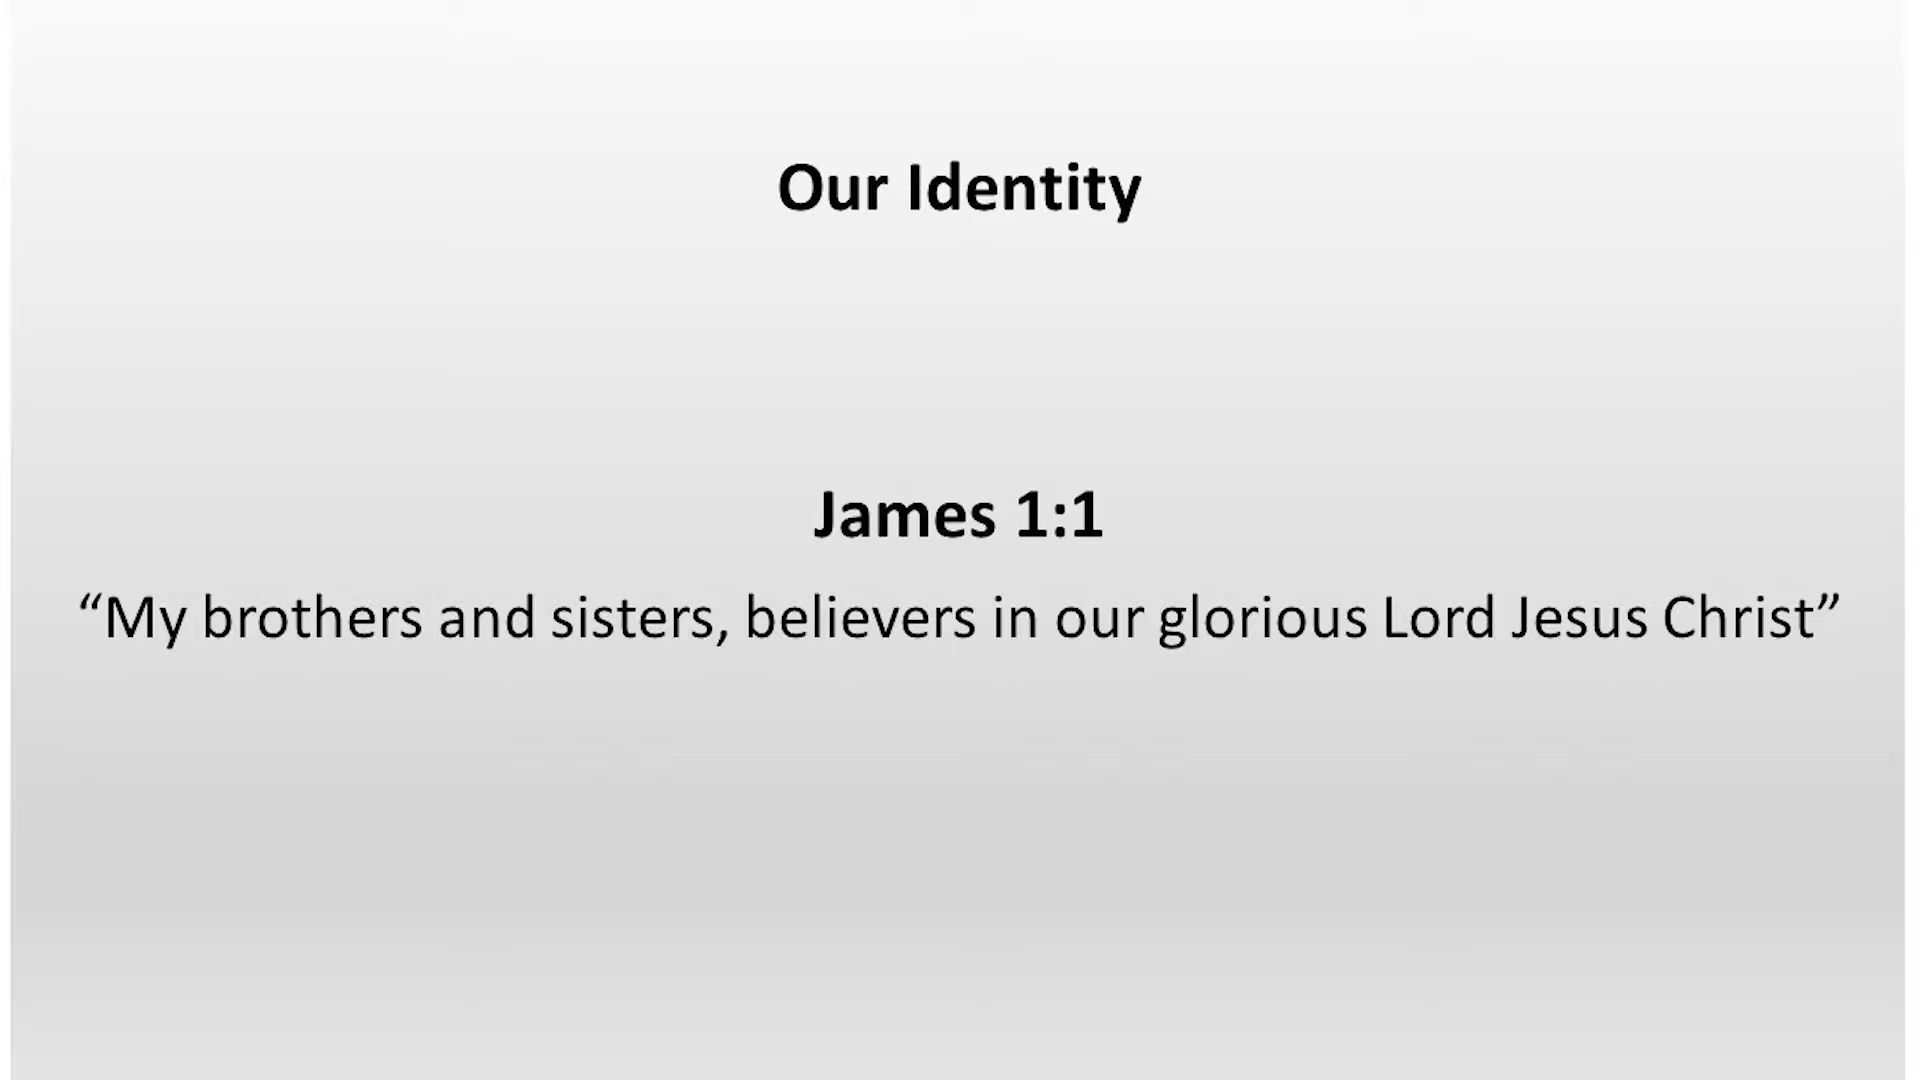 Our Identity
James 1:1
“My brothers and sisters, believers in our glorious Lord Jesus Christ”